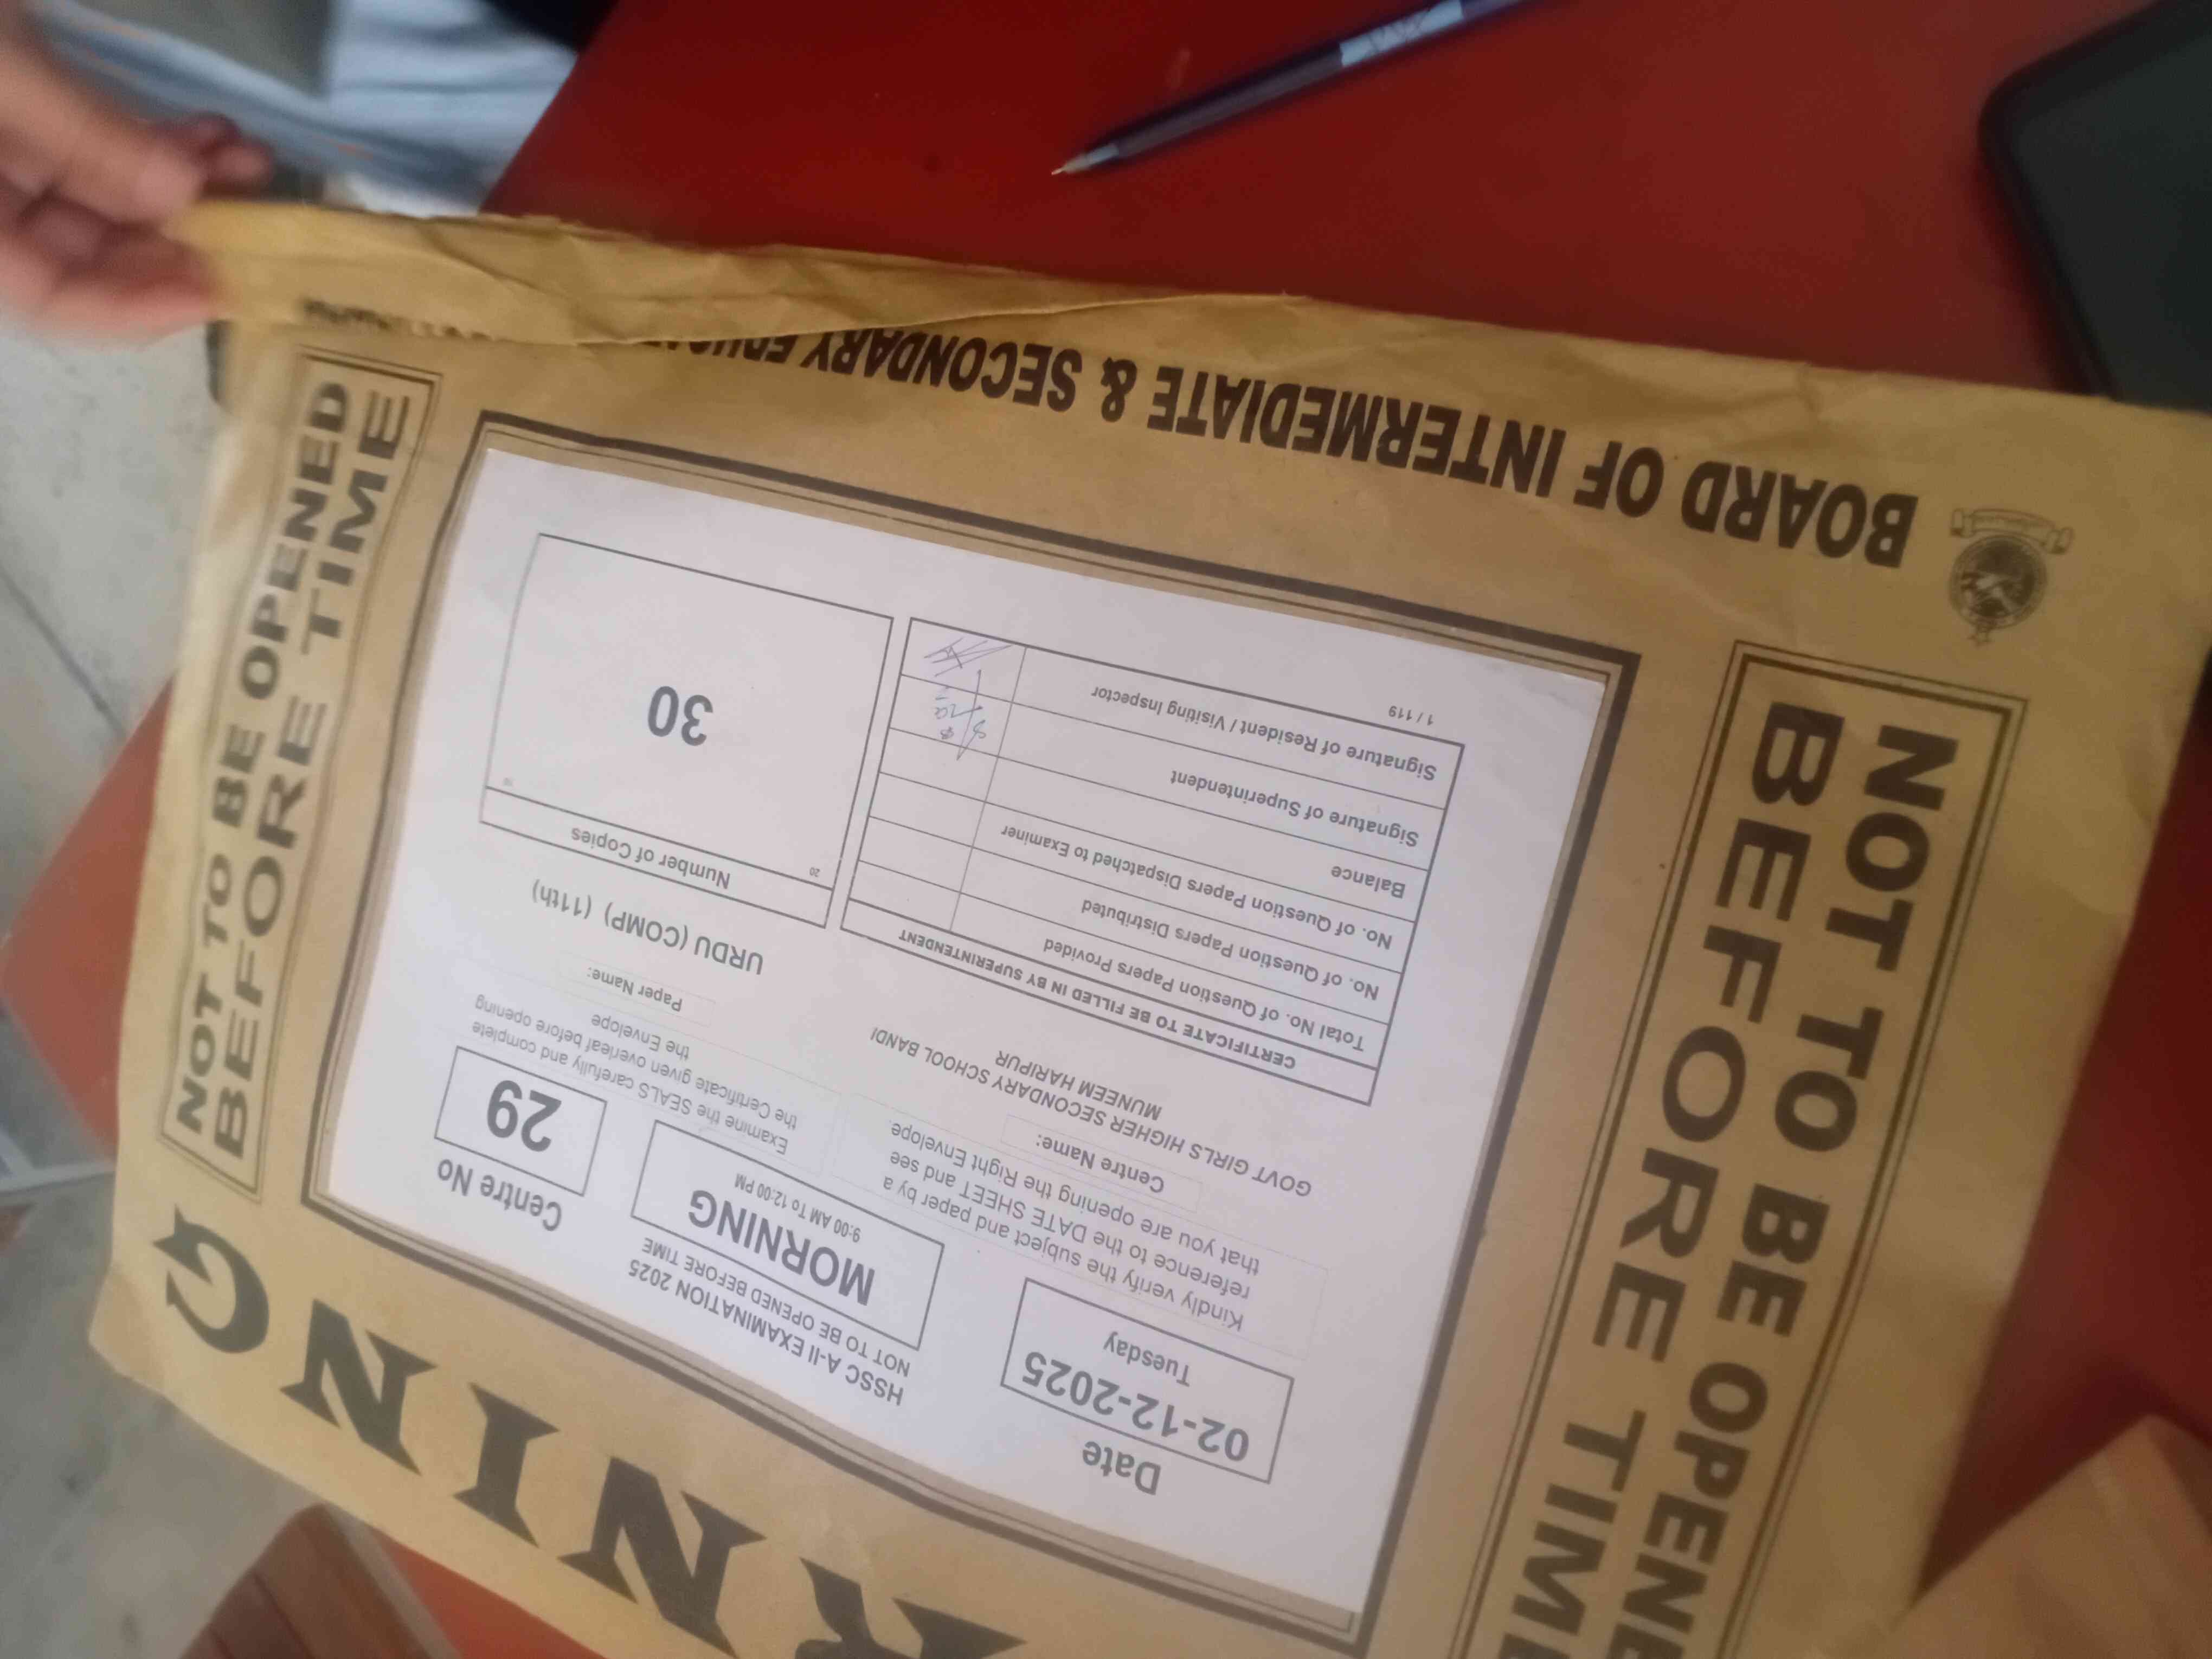 NOT TO BE OPENED
BEFORE TIME
NOT TO BE OPENED
BEFORE TIME
Date
02-12-2025
Tuesday
HSSC A-II EXAMINATION 2025
NOT TO BE OPENED BEFORE TIME
MORNING
9:00 AM To 12:00 PM
Centre No
29
Kindly verify the subject and paper by a
reference to the DATE SHEET and see
that you are opening the Right Envelope.
Examine the SEALS carefully and complete
the Certificate given overleaf before opening
the Envelope
Centre Name:
GOVT GIRLS HIGHER SECONDARY SCHOOL BANDI
MUNEEM HARIPUR
Paper Name:
URDU (COMP) (11th)
CERTIFICATE TO BE FILLED IN BY SUPERINTENDENT
Total No. of Question Papers Provided
No. of Question Papers Distributed
No. of Question Papers Dispatched to Examiner
Balance
Signature of Superintendent
Signature of Resident / Visiting Inspector
Number of Copies
20
30
1 / 119
BOARD OF INTERMEDIATE & SECONDARY